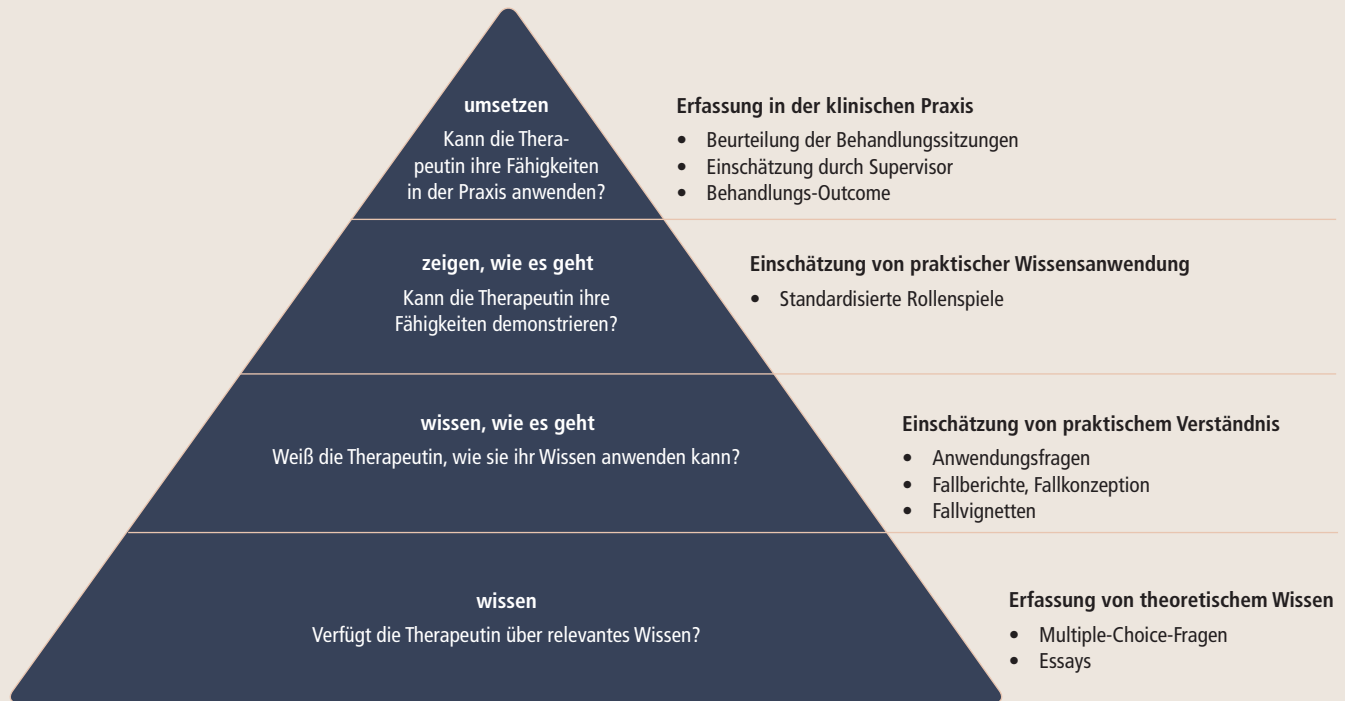 umsetzen
Kann die Thera-
peutin ihre Fähigkeiten
in der Praxis anwenden?
Erfassung in der klinischen Praxis
• Beurteilung der Behandlungssitzungen
• Einschätzung durch Supervisor
• Behandlungs-Outcome
zeigen, wie es geht
Kann die Therapeutin ihre
Fähigkeiten demonstrieren?
Einschätzung von praktischer Wissensanwendung
• Standardisierte Rollenspiele
wissen, wie es geht
Weiß die Therapeutin, wie sie ihr Wissen anwenden kann?
Einschätzung von praktischem Verständnis
• Anwendungsfragen
• Fallberichte, Fallkonzeption
• Fallvignetten
wissen
Verfügt die Therapeutin über relevantes Wissen?
Erfassung von theoretischem Wissen
• Multiple-Choice-Fragen
• Essays